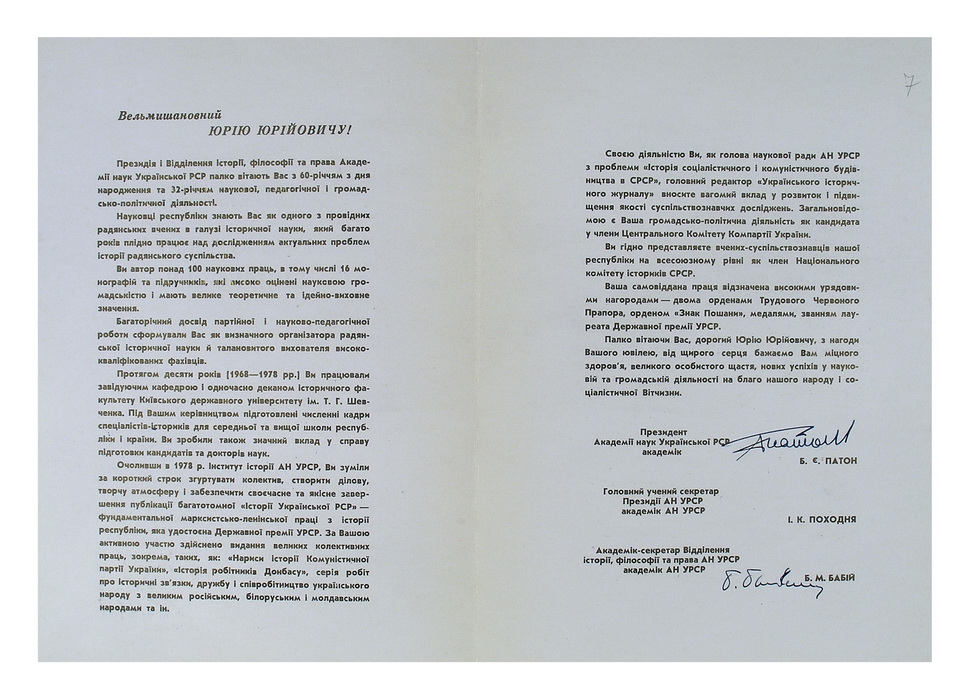 Вельмишановний
ЮРІЮ ЮРІЙОВИЧУ!
Президія і Відділення історії, філософії та права Акаде-
мії наук Української РСР палко вітають Вас з 60-річчям з дня
народження та 32-річчям наукової, педагогічної і громад-
сько-політичної діяльності.
Науковці республіки знають Вас як одного з провідних
радянських вчених в галузі історичної науки, який багато
років плідно працює над дослідженням актуальних проблем
історії радянського суспільства.
Ви автор понад 100 наукових праць, в тому числі 16 мо-
нографій та підручників, які високо оцінені науковою гро-
мадськістю і мають велике теоретичне та ідейно-виховне
значення.
Багаторічний досвід партійної і науково-педагогічної
роботи сформували Вас як визначного організатора радян-
ської історичної науки й талановитого вихователя високо-
кваліфікованих фахівців.
Протягом десяти років [1968—1978 рр.] Ви працювали
завідуючим кафедрою і одночасно деканом історичного фа-
культету Київського державного університету ім. Т. Г. Шев-
ченка. Під Вашим керівництвом підготовлені численні кадри
спеціалістів-істориків для середньої та вищої школи респуб-
ліки і країни. Ви зробили також значний вклад у справу
підготовки кандидатів та докторів наук.
Очоливши в 1978 р. Інститут історії АН УРСР, Ви зуміли
за короткий строк згуртувати колектив, створити ділову,
творчу атмосферу і забезпечити своєчасне та якісне завер-
шення публікації багатотомної «Історії Української РСР» —
фундаментальної марксистсько-ленінської праці з історії
республіки, яка удостоєна Державної премії УРСР. За Вашою
активною участю здійснено видання великих колективних
праць, зокрема, таких, як: «Нариси історії Комуністичної
партії України», «Історія робітників Донбасу», серія робіт
про історичні зв'язки, дружбу і співробітництво українського
народу з великим російським, білоруським і молдавським
народами та ін.
7
Своєю діяльністю Ви, як голова наукової ради АН УРСР
з проблеми «Історія соціалістичного і комуністичного будів-
ництва в СРСР», головний редактор «Українського історич-
ного журналу» вносите вагомий вклад у розвиток і підви-
щення якості суспільствознавчих досліджень. Загальновідо-
мою є Ваша громадсько-політична діяльність як кандидата
у члени Центрального Комітету Компартії України.
Ви гідно представляєте вчених-суспільствознавців нашої
республіки на всесоюзному рівні як член Національного
комітету істориків СРСР.
Ваша самовіддана праця відзначена високими урядови-
ми нагородами — двома орденами Трудового Червоного
Прапора, орденом «Знак Пошани», медалями, званням лау-
реата Державної премії УРСР.
Палко вітаючи Вас, дорогий Юрію Юрійовичу, з нагоди
Вашого ювілею, від щирого серця бажаємо Вам міцного
здоров'я, великого особистого щастя, нових успіхів у науко-
вій та громадській діяльності на благо нашого народу і со-
ціалістичної Вітчизни.
Президент
Академії наук Української РСР
академік
Б. Є. ПАТОН
Головний учений секретар
Президії АН УРСР
академік АН УРСР
І. К. ПОХОДНЯ
Академік-секретар Відділення
історії, філософії та права АН УРСР
академік АН УРСР
Б. М. БАБІЙ